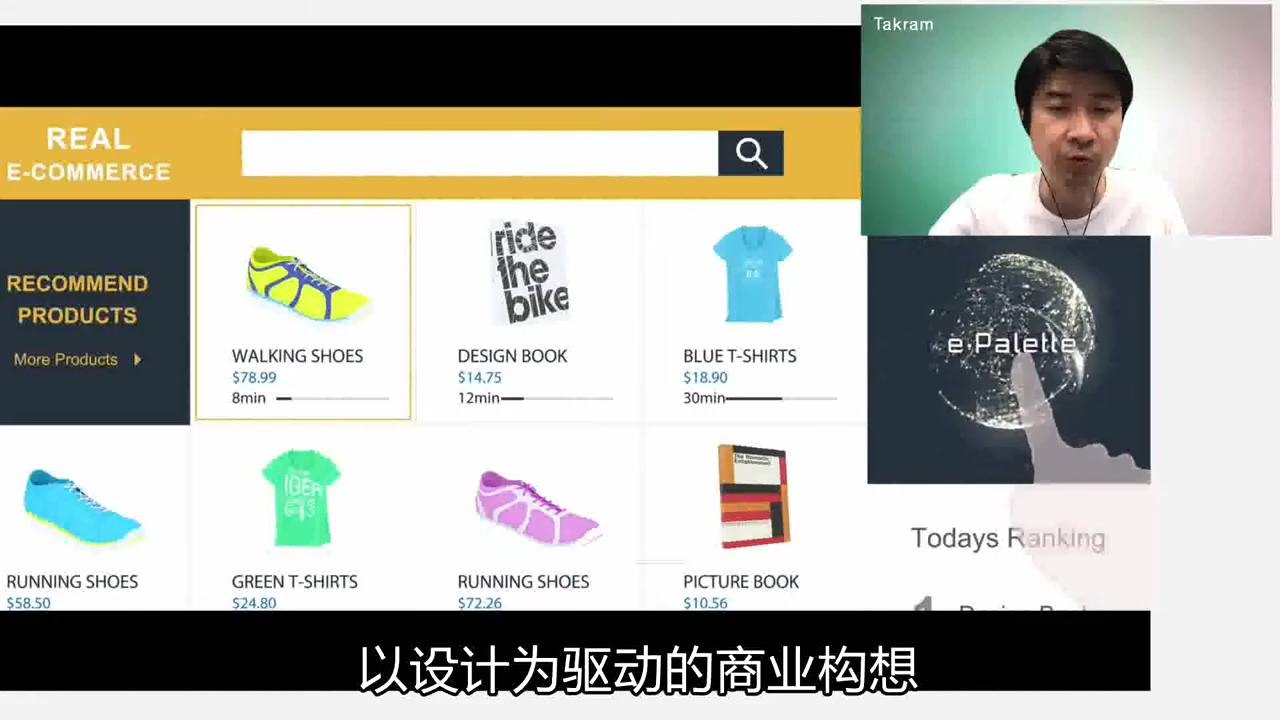 Takram
REAL
E-COMMERCE
RECOMMEND
PRODUCTS
More Products
ride
the
bike
WALKING SHOES
$78.99
8min
DESIGN BOOK
$14.75
12min
BLUE T-SHIRTS
$18.90
30min
e-Palette
RUNNING SHOES
$58.50
GREEN T-SHIRTS
$24.80
RUNNING SHOES
$72.26
PICTURE BOOK
$10.56
Todays Ranking
以设计为驱动的商业构想